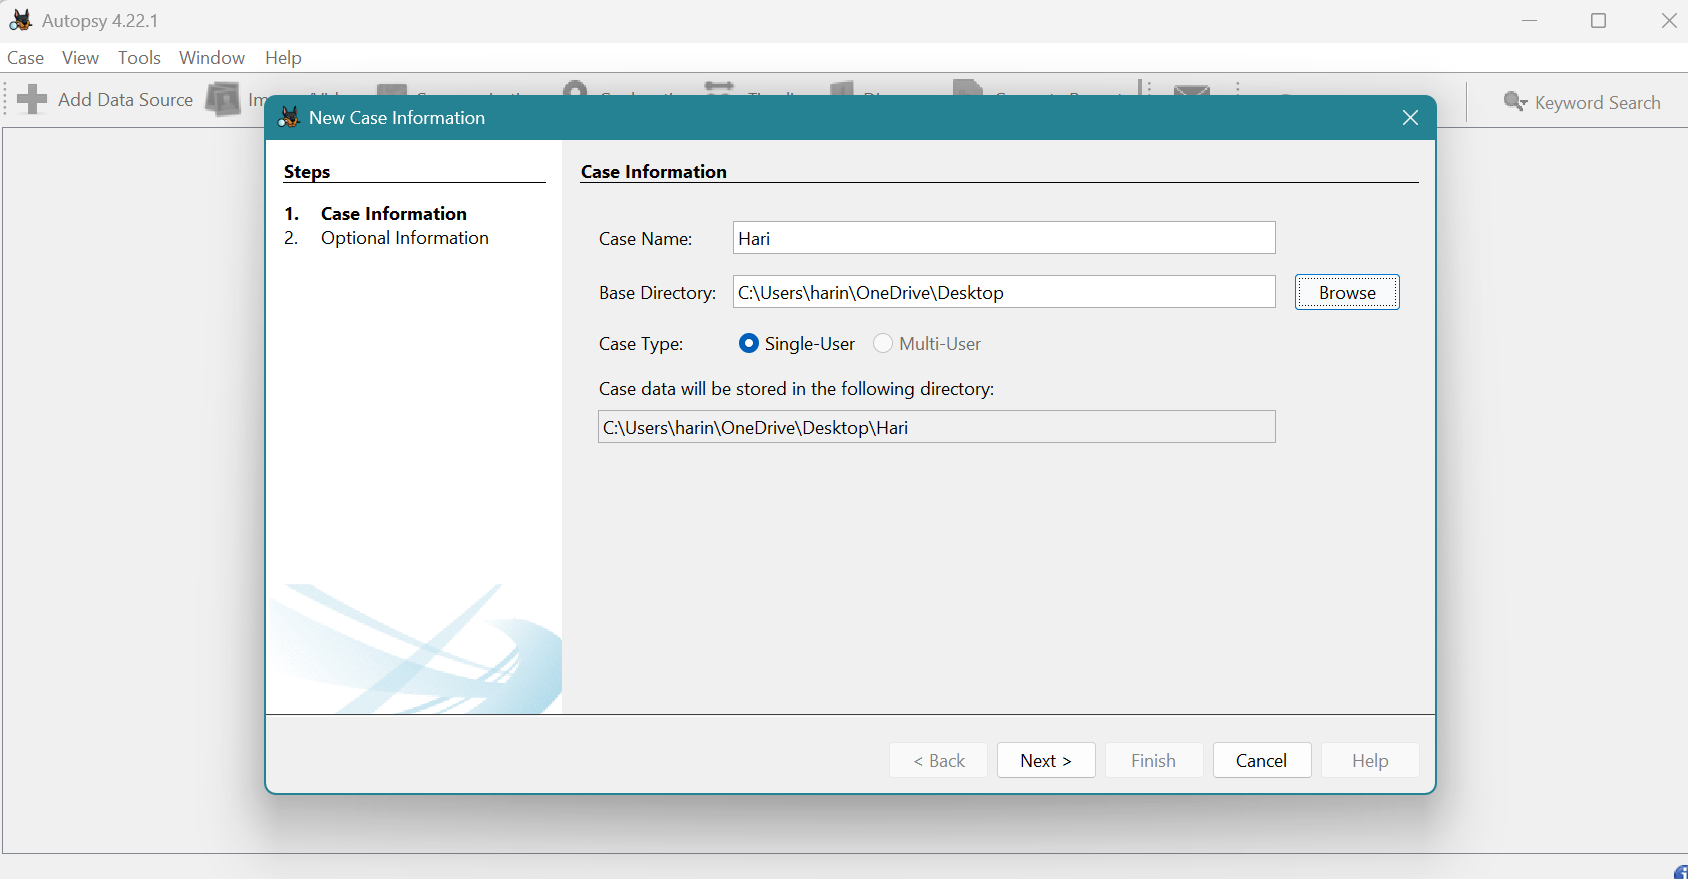 Autopsy 4.22.1
Case View Tools Window Help
Add Data Source
Keyword Search
New Case Information
Steps
1. Case Information
2. Optional Information
Case Information
Case Name: Hari
Base Directory: C:\Users\harin\OneDrive\Desktop Browse
Case Type: Single-User Multi-User
Case data will be stored in the following directory:
C:\Users\harin\OneDrive\Desktop\Hari
< Back Next > Finish Cancel Help